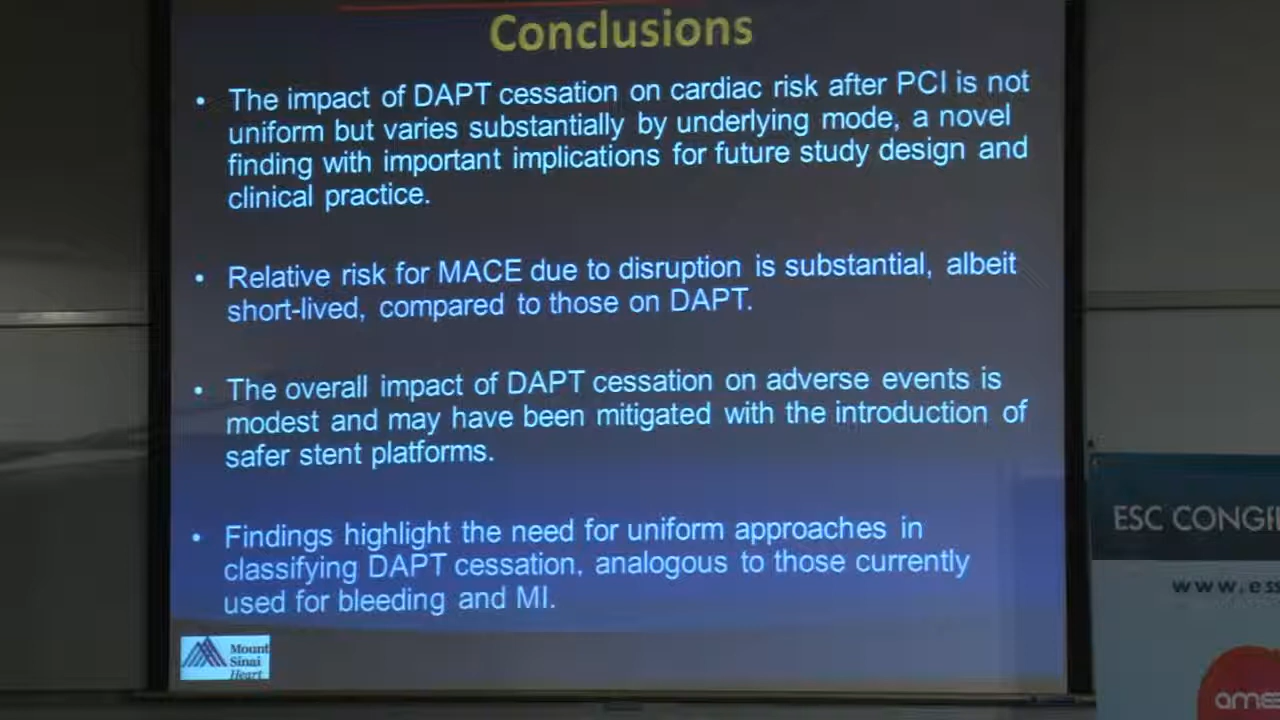 Conclusions
• The impact of DAPT cessation on cardiac risk after PCI is not
uniform but varies substantially by underlying mode, a novel
finding with important implications for future study design and
clinical practice.
• Relative risk for MACE due to disruption is substantial, albeit
short-lived, compared to those on DAPT.
• The overall impact of DAPT cessation on adverse events is
modest and may have been mitigated with the introduction of
safer stent platforms.
• Findings highlight the need for uniform approaches in
classifying DAPT cessation, analogous to those currently
used for bleeding and MI.
Mount
Sinai
Heart
ESC CONGR
www.es
ame